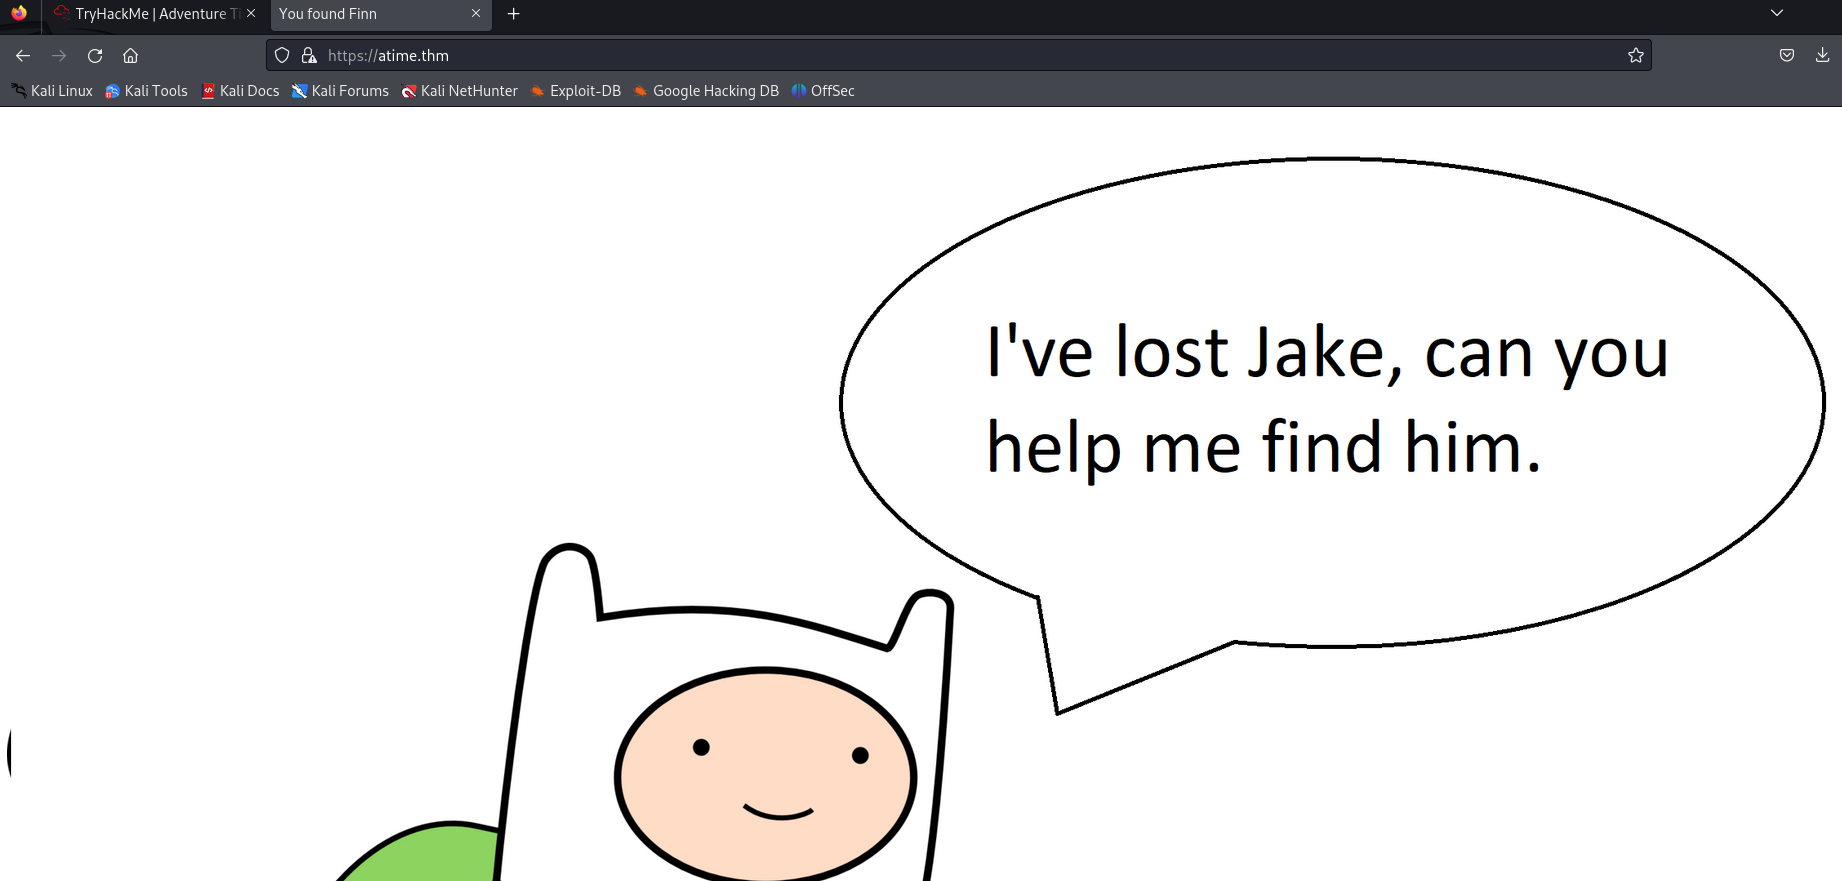 TryHackMe | Adventure Ti
You found Finn
https://atime.thm
Kali Linux
Kali Tools
Kali Docs
Kali Forums
Kali NetHunter
Exploit-DB
Google Hacking DB
OffSec
I've lost Jake, can you
help me find him.